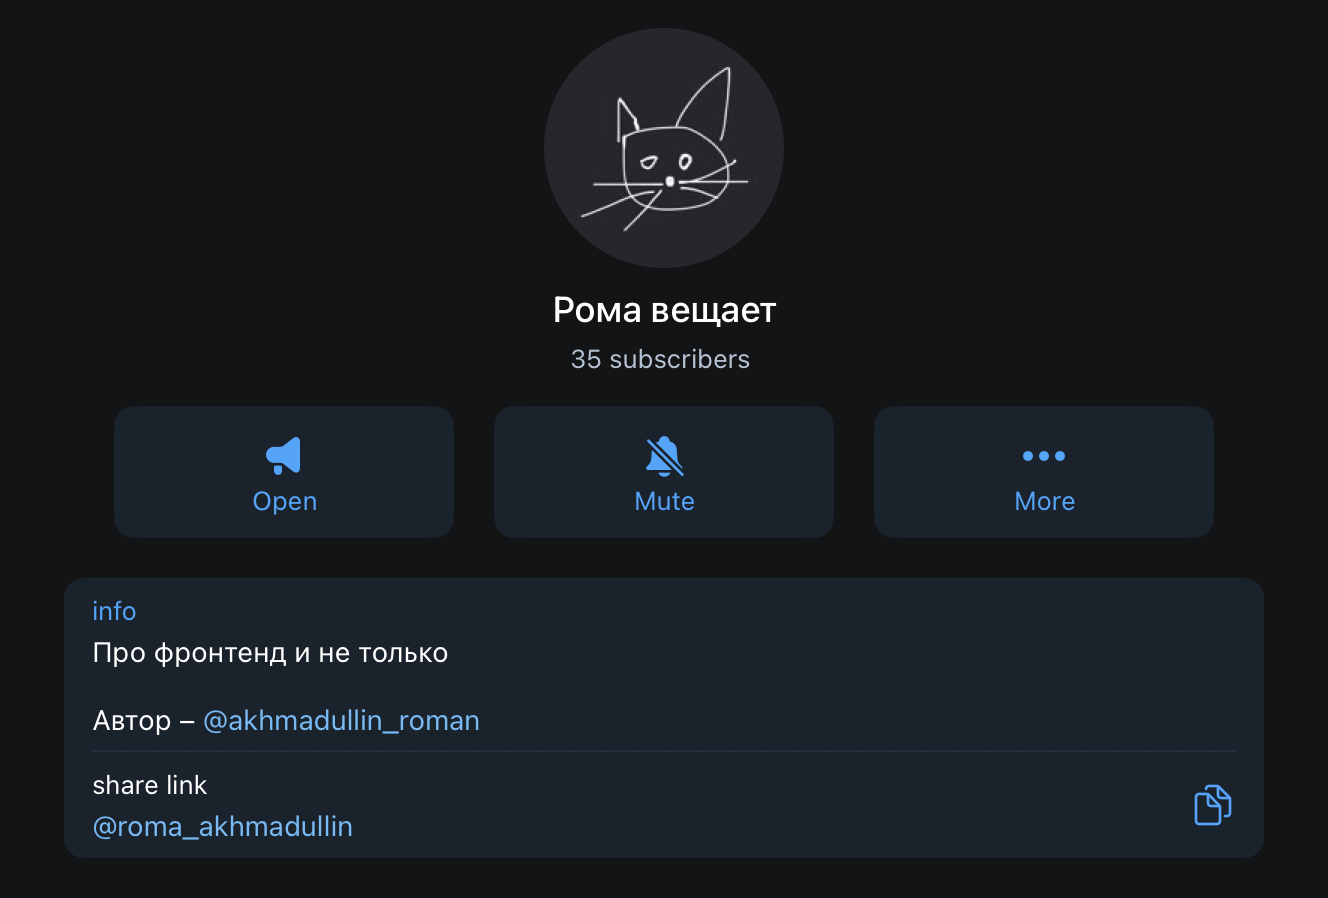 Рома вещает
35 subscribers
Open
Mute
More
info
Про фронтенд и не только
Автор – @akhmadullin_roman
share link
@roma_akhmadullin